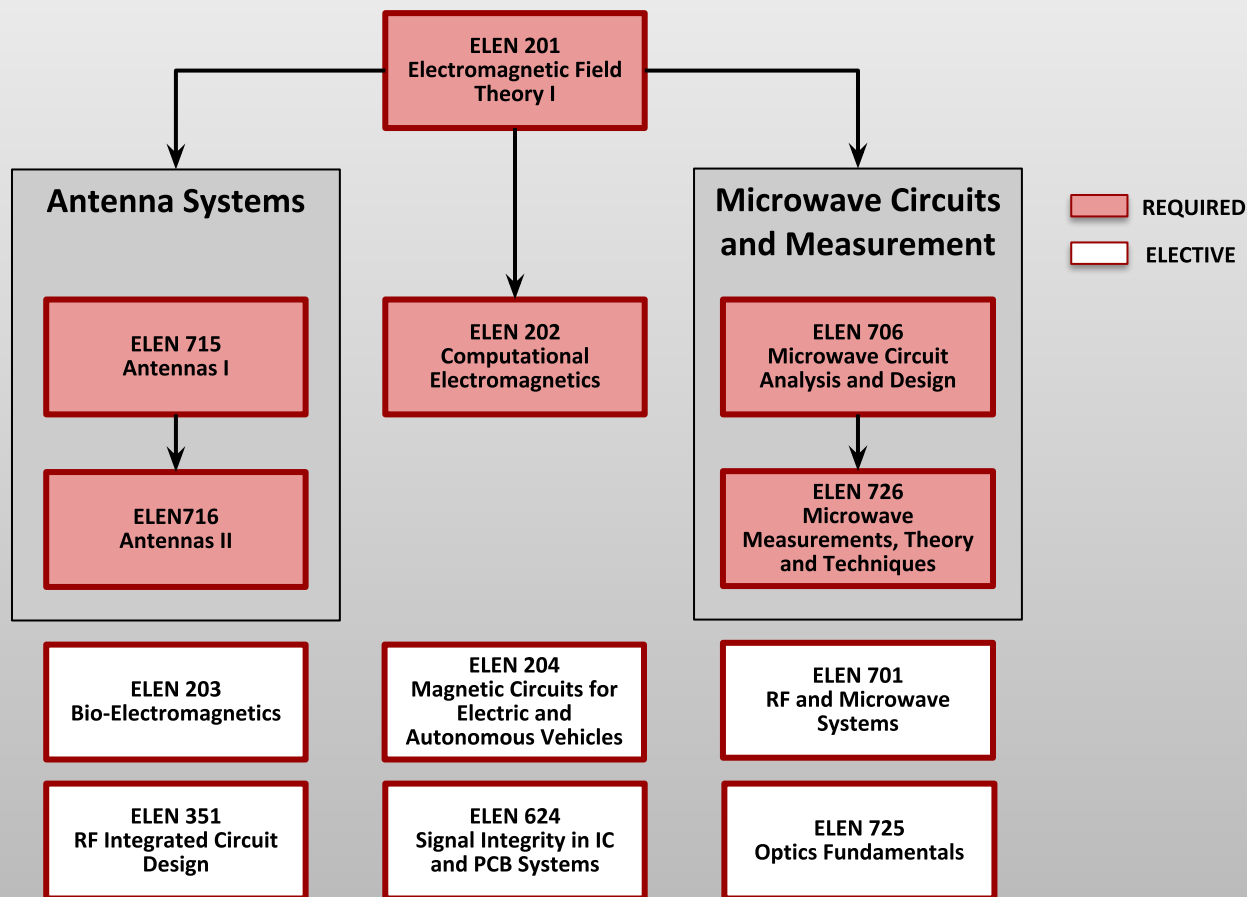 ELEN 201
Electromagnetic Field
Theory I
Antenna Systems
Microwave Circuits
and Measurement
REQUIRED
ELECTIVE
ELEN 715
Antennas I
ELEN 202
Computational
Electromagnetics
ELEN 706
Microwave Circuit
Analysis and Design
ELEN716
Antennas II
ELEN 726
Microwave
Measurements, Theory
and Techniques
ELEN 203
Bio-Electromagnetics
ELEN 204
Magnetic Circuits for
Electric and
Autonomous Vehicles
ELEN 701
RF and Microwave
Systems
ELEN 351
RF Integrated Circuit
Design
ELEN 624
Signal Integrity in IC
and PCB Systems
ELEN 725
Optics Fundamentals